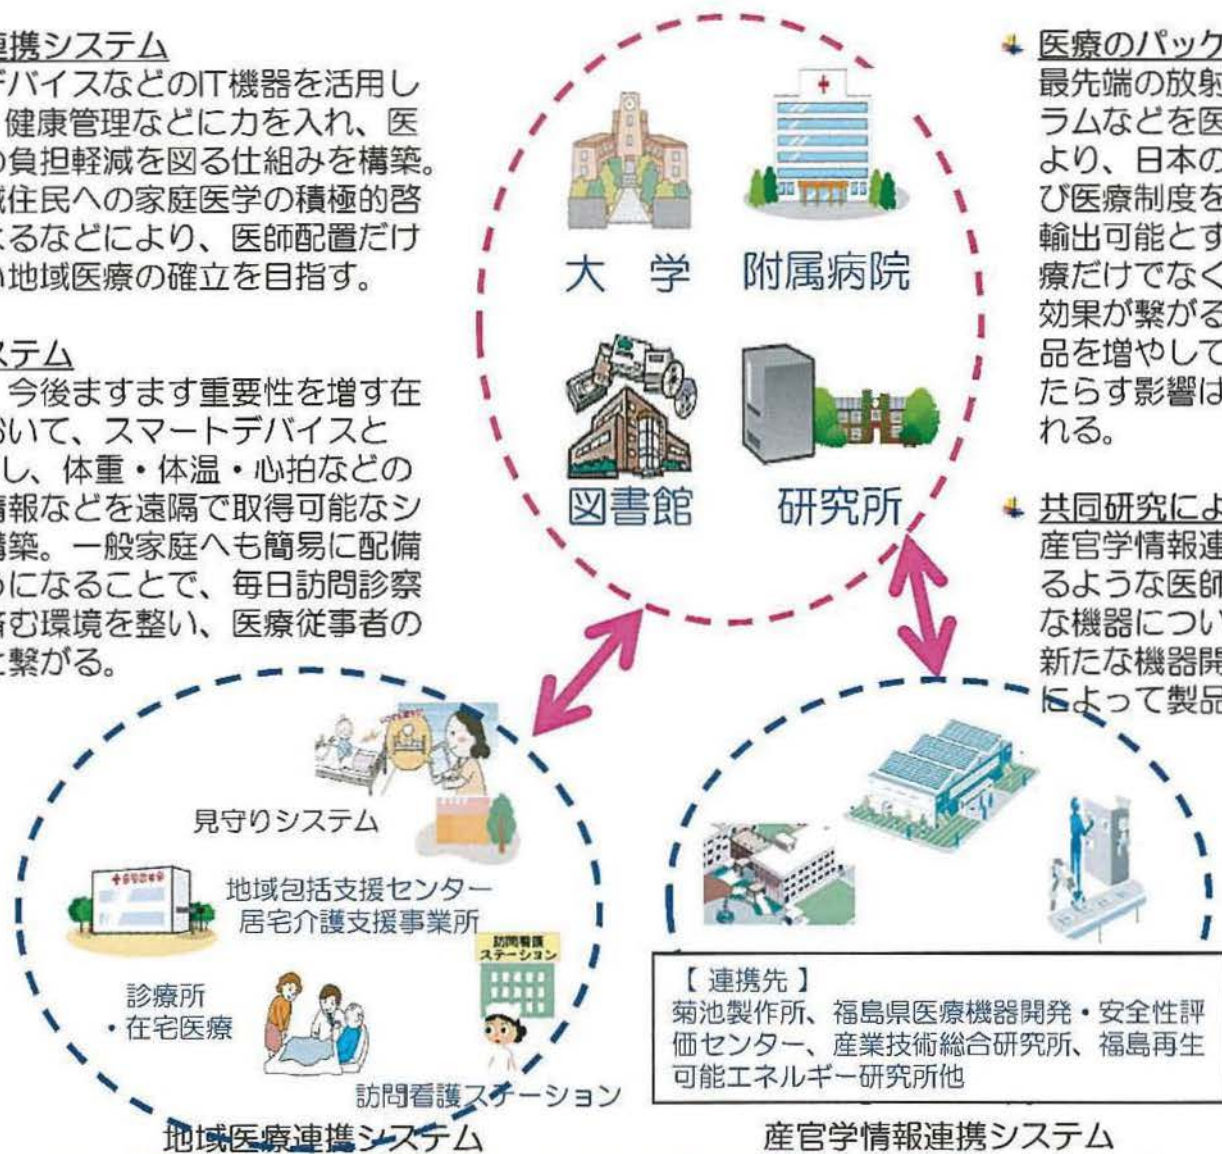 連携システム
デバイスなどのIT機器を活用し
健康管理などに力を入れ、医
の負担軽減を図る仕組みを構築。
域住民への家庭医学の積極的啓
よるなどにより、医師配置だけ
い地域医療の確立を目指す。
ステム
今後ますます重要性を増す在
おいて、スマートデバイスと
し、体重・体温・心拍などの
情報などを遠隔で取得可能なシ
構築。一般家庭へも簡易に配備
うになることで、毎日訪問診察
済む環境を整い、医療従事者の
と繋がる。
大 学
附属病院
図書館
研究所
医療のパック
最先端の放射
ラムなどを医
より、日本の
び医療制度を
輸出可能とす
療だけでなく
効果が繋がる
品を増やして
たらす影響は
れる。
共同研究によ
産官学情報連
るような医師
な機器につい
新たな機器開
によって製品
見守りシステム
地域包括支援センター
居宅介護支援事業所
訪問看護
ステーション
診療所
・在宅医療
訪問看護ステーション
地域医療連携システム
【 連携先 】
菊池製作所、福島県医療機器開発・安全性評
価センター、産業技術総合研究所、福島再生
可能エネルギー研究所他
産官学情報連携システム